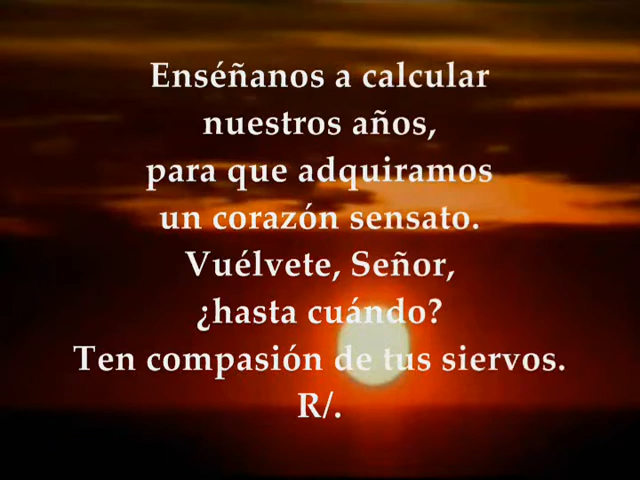 Enséñanos a calcular
nuestros años,
para que adquiramos
un corazón sensato.
Vuélvete, Señor,
¿hasta cuándo?
Ten compasión de tus siervos.
R/.